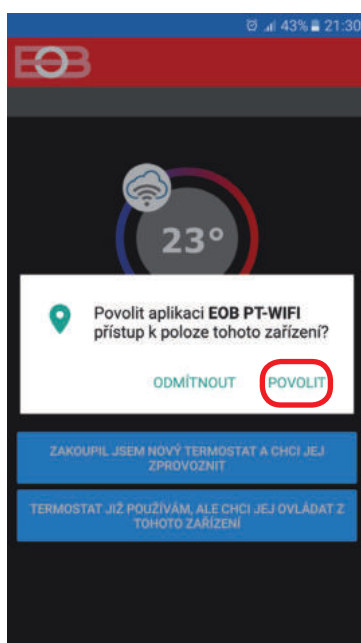 43% 21:30
EOB
23°
Povolit aplikaci EOB PT-WIFI
přístup k poloze tohoto zařízení?
ODMÍTNOUT POVOLIT
ZAKOUPIL JSEM NOVÝ TERMOSTAT A CHCI JEJ
ZPROVOZNIT
TERMOSTAT JIŽ POUŽÍVÁM, ALE CHCI JEJ OVLÁDAT Z
TOHOTO ZAŘÍZENÍ